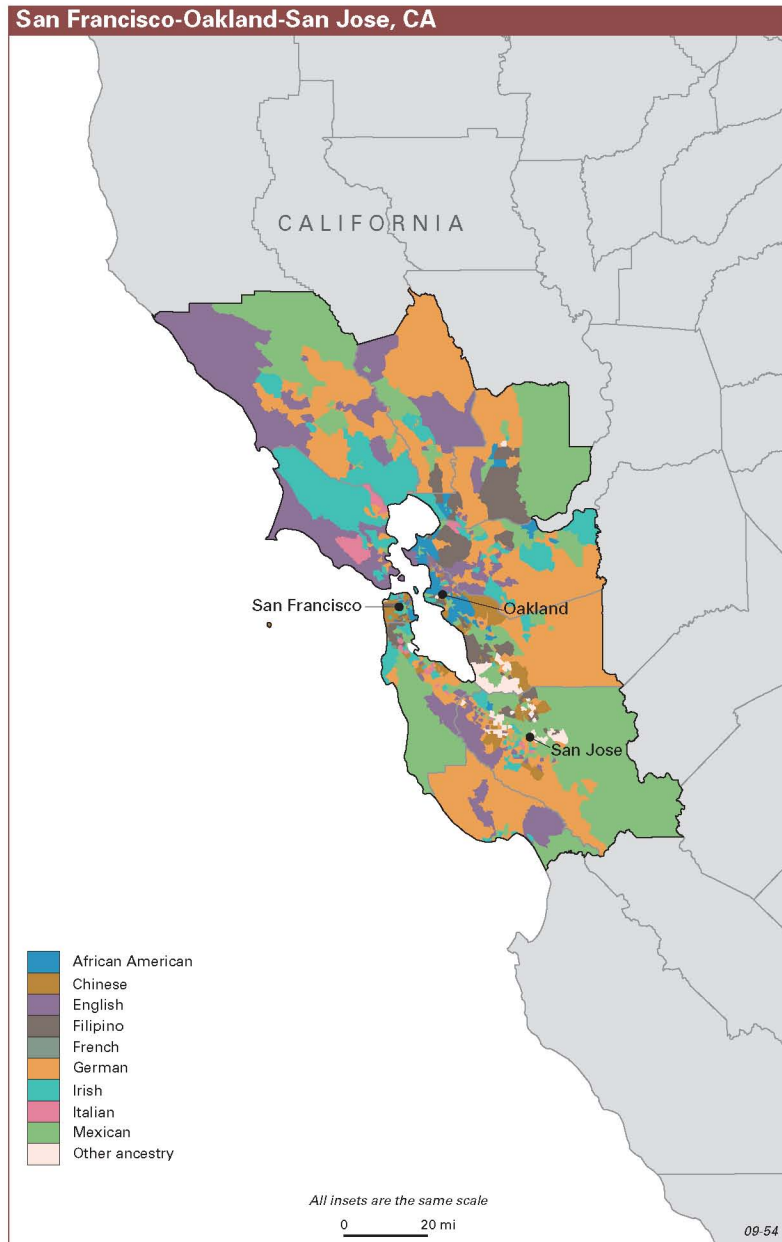 San Francisco-Oakland-San Jose, CA
CALIFORNIA
San Francisco
Oakland
San Jose
African American
Chinese
English
Filipino
French
German
Irish
Italian
Mexican
Other ancestry
All insets are the same scale
0 20 mi
09-54